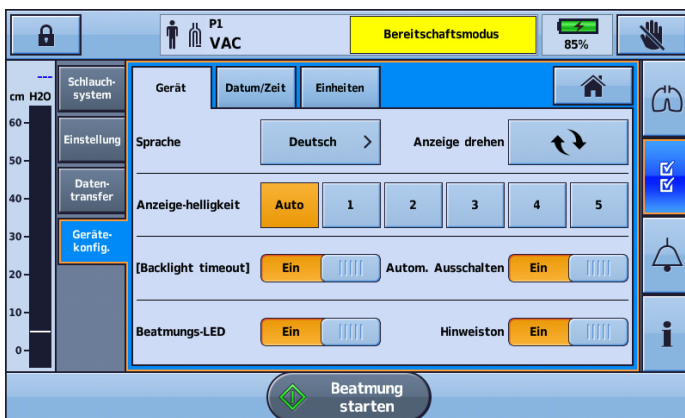 P1
VAC
Bereitschaftsmodus
85%
---
cm H2O
60
50
40
30
20
10
0
Schlauch-
system
Einstellung
Daten-
transfer
Geräte-
konfig.
Gerät
Datum/Zeit
Einheiten
Sprache
Deutsch
Anzeige drehen
Anzeige-helligkeit
Auto
1
2
3
4
5
[Backlight timeout]
Ein
Autom. Ausschalten
Ein
Beatmungs-LED
Ein
Hinweiston
Ein
Beatmung
starten